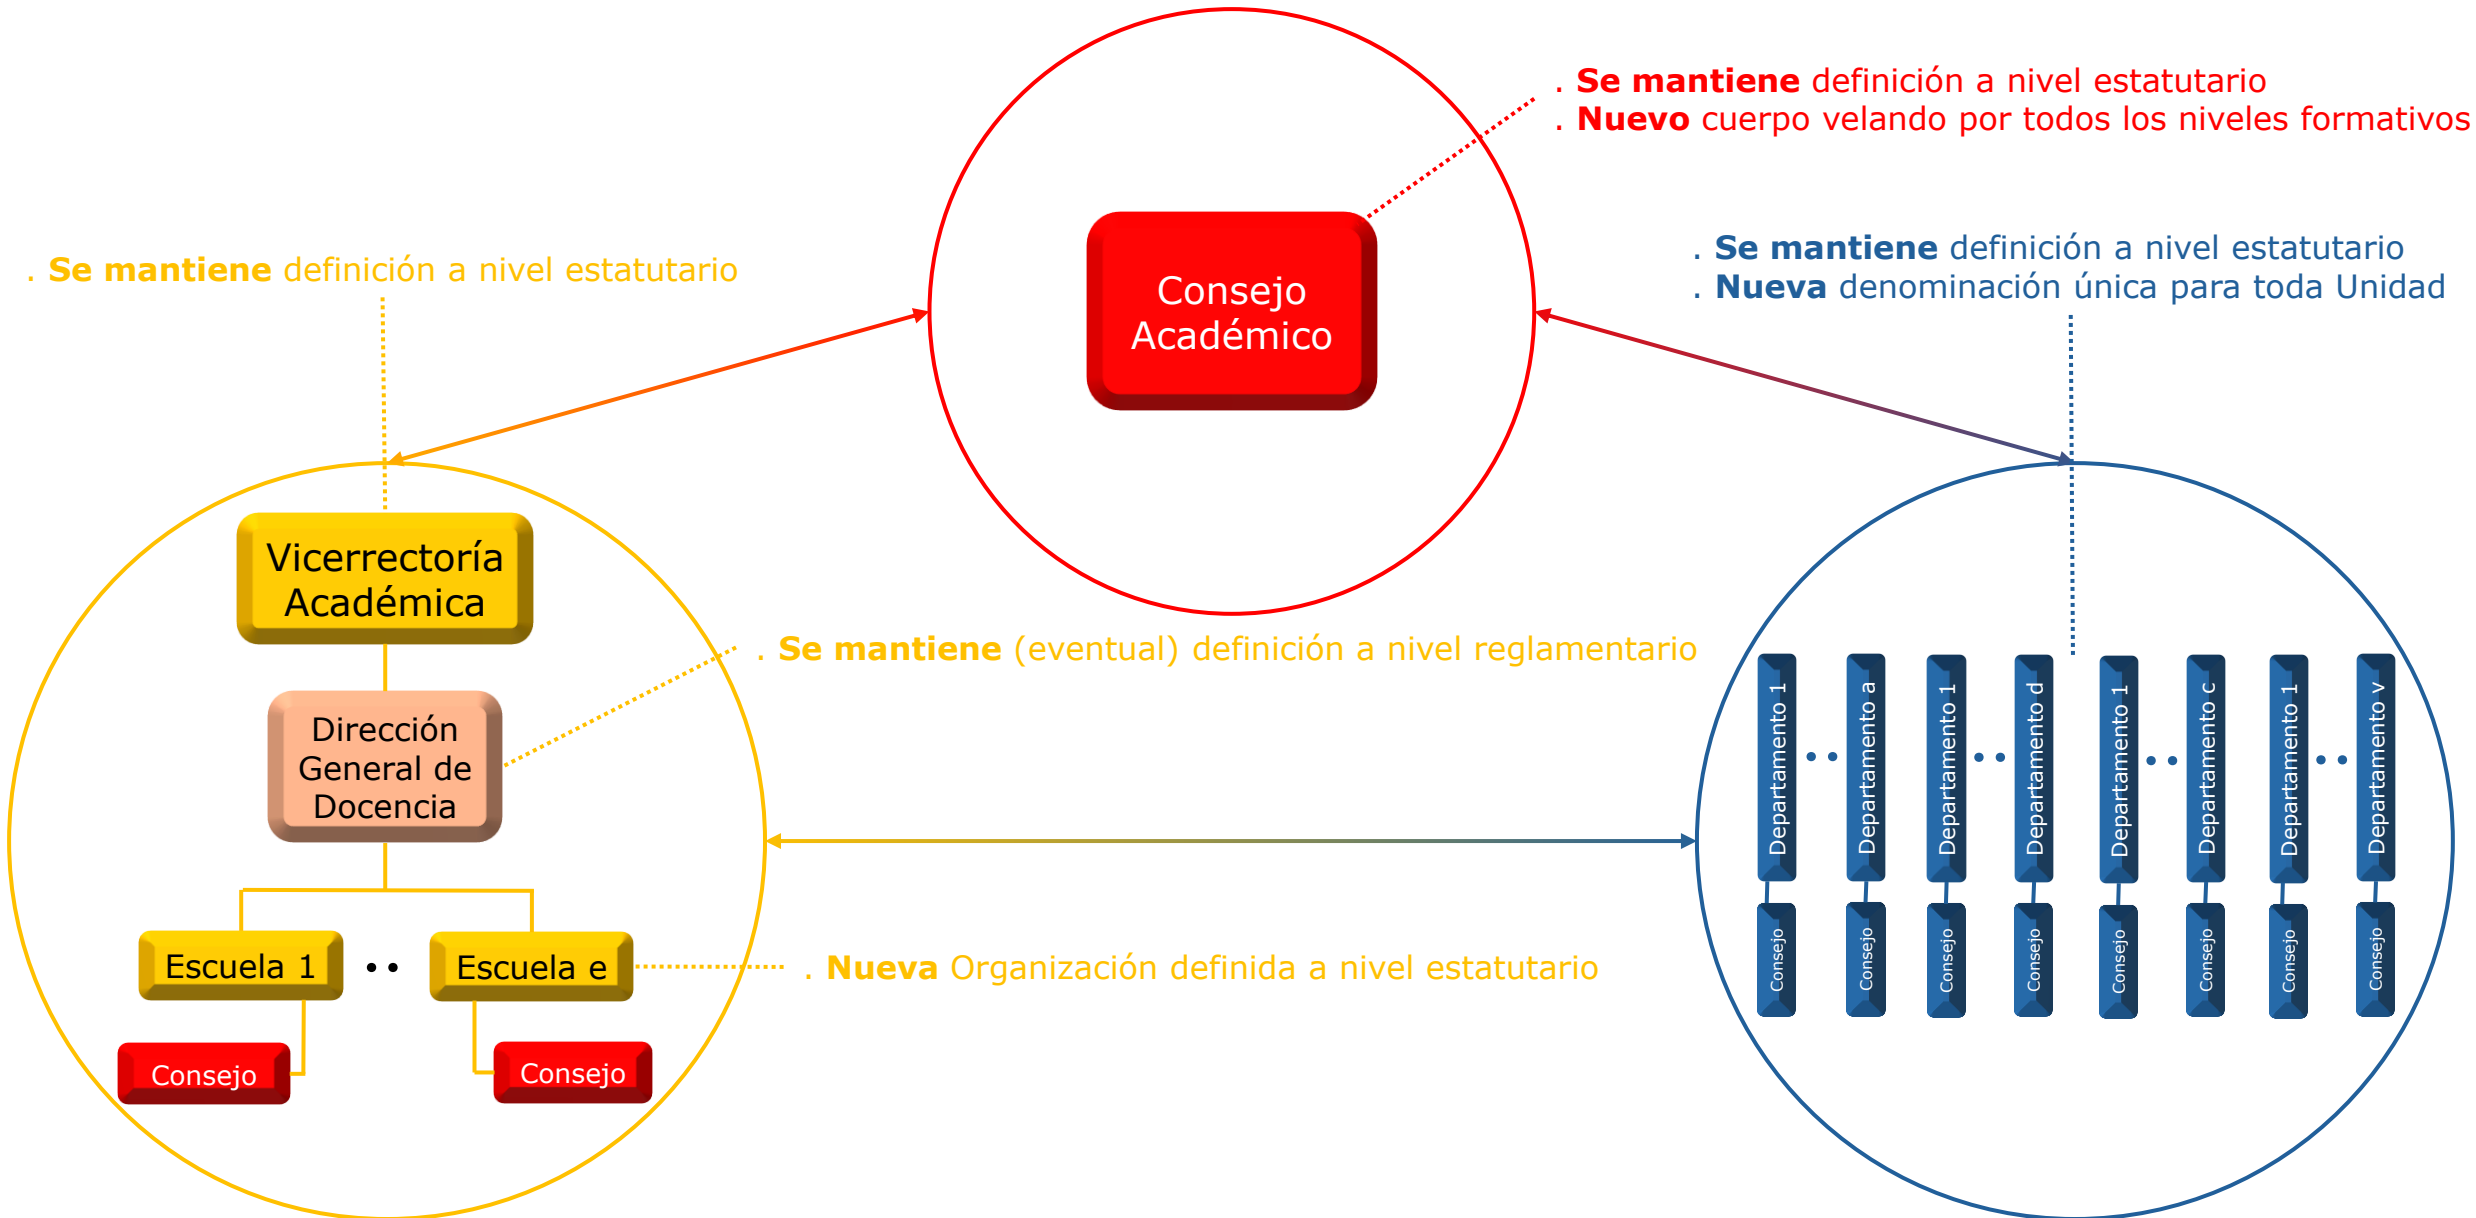 . Se mantiene definición a nivel estatutario
. Nuevo cuerpo velando por todos los niveles formativos
Consejo
Académico
. Se mantiene definición a nivel estatutario
. Se mantiene definición a nivel estatutario
. Nueva denominación única para toda Unidad
Vicerrectoría
Académica
. Se mantiene (eventual) definición a nivel reglamentario
Dirección
General de
Docencia
Escuela 1
Escuela e
. Nueva Organización definida a nivel estatutario
Consejo
Consejo
Departamento 1
Departamento a
Departamento 1
Departamento d
Departamento 1
Departamento c
Departamento 1
Departamento v
Consejo
Consejo
Consejo
Consejo
Consejo
Consejo
Consejo
Consejo